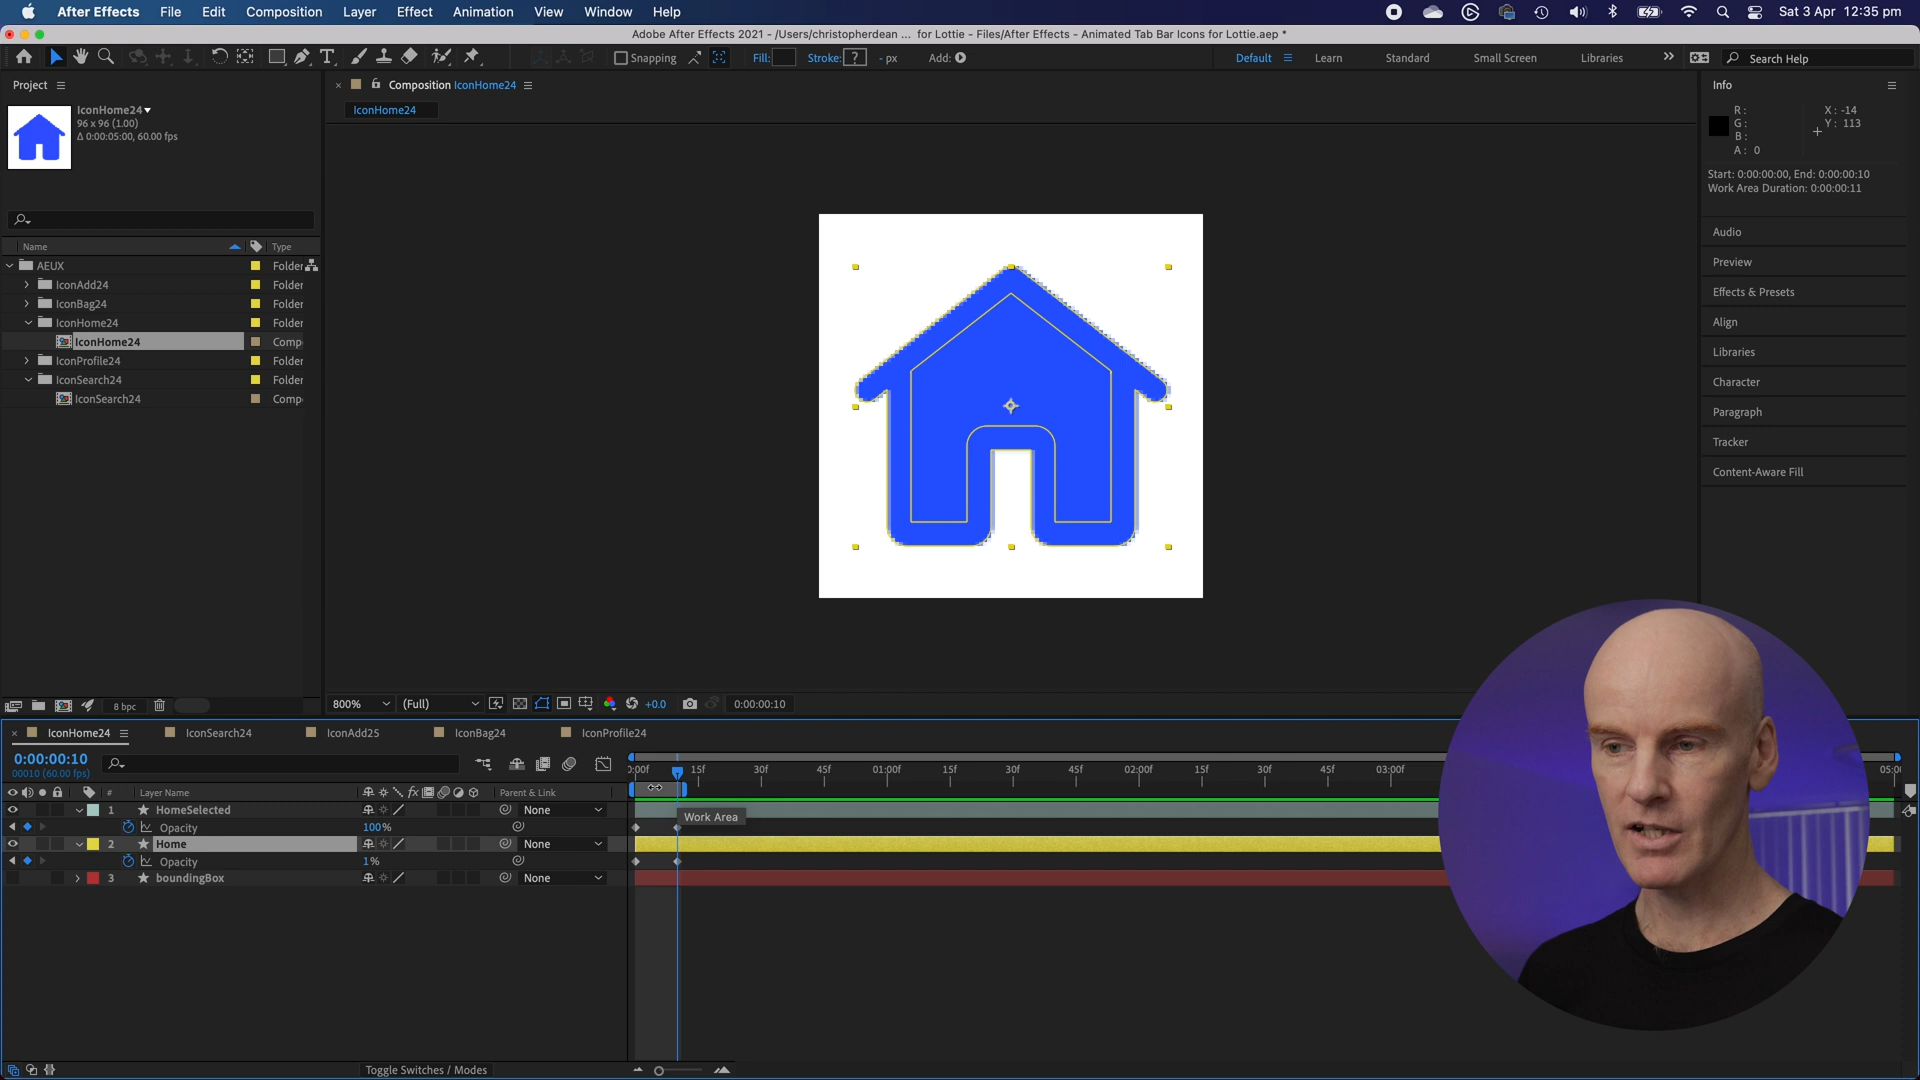 After Effects File Edit Composition Layer Effect Animation View Window Help Sat 3 Apr 12:35 pm
Adobe After Effects 2021 - /Users/christopherdean ... for Lottie - Files/After Effects - Animated Tab Bar Icons for Lottie.aep *
Snapping Fill: Stroke: ? - px Add: Default Learn Standard Small Screen Libraries Search Help
Project
IconHome24
96 x 96 (1.00)
Δ 0:00:05:00, 60.00 fps
Composition IconHome24
IconHome24
Info
R:
G:
B:
A: 0
X: -14
Y: 113
Start: 0:00:00:00, End: 0:00:00:10
Work Area Duration: 0:00:00:11
Audio
Preview
Effects & Presets
Align
Libraries
Character
Paragraph
Tracker
Content-Aware Fill
Name Type
AEUX Folder
IconAdd24 Folder
IconBag24 Folder
IconHome24 Folder
IconHome24 Comp
IconProfile24 Folder
IconSearch24 Folder
IconSearch24 Comp
8 bpc
800% (Full) +0.0 0:00:00:10
IconHome24 IconSearch24 IconAdd25 IconBag24 IconProfile24
0:00:00:10
00010 (60.00 fps)
:00f 15f 30f 45f 01:00f 15f 30f 45f 02:00f 15f 30f 45f 03:00f 05:0
# Layer Name fx Parent & Link
1 HomeSelected None
Opacity 100%
Work Area
2 Home None
Opacity 1%
3 boundingBox None
Toggle Switches / Modes